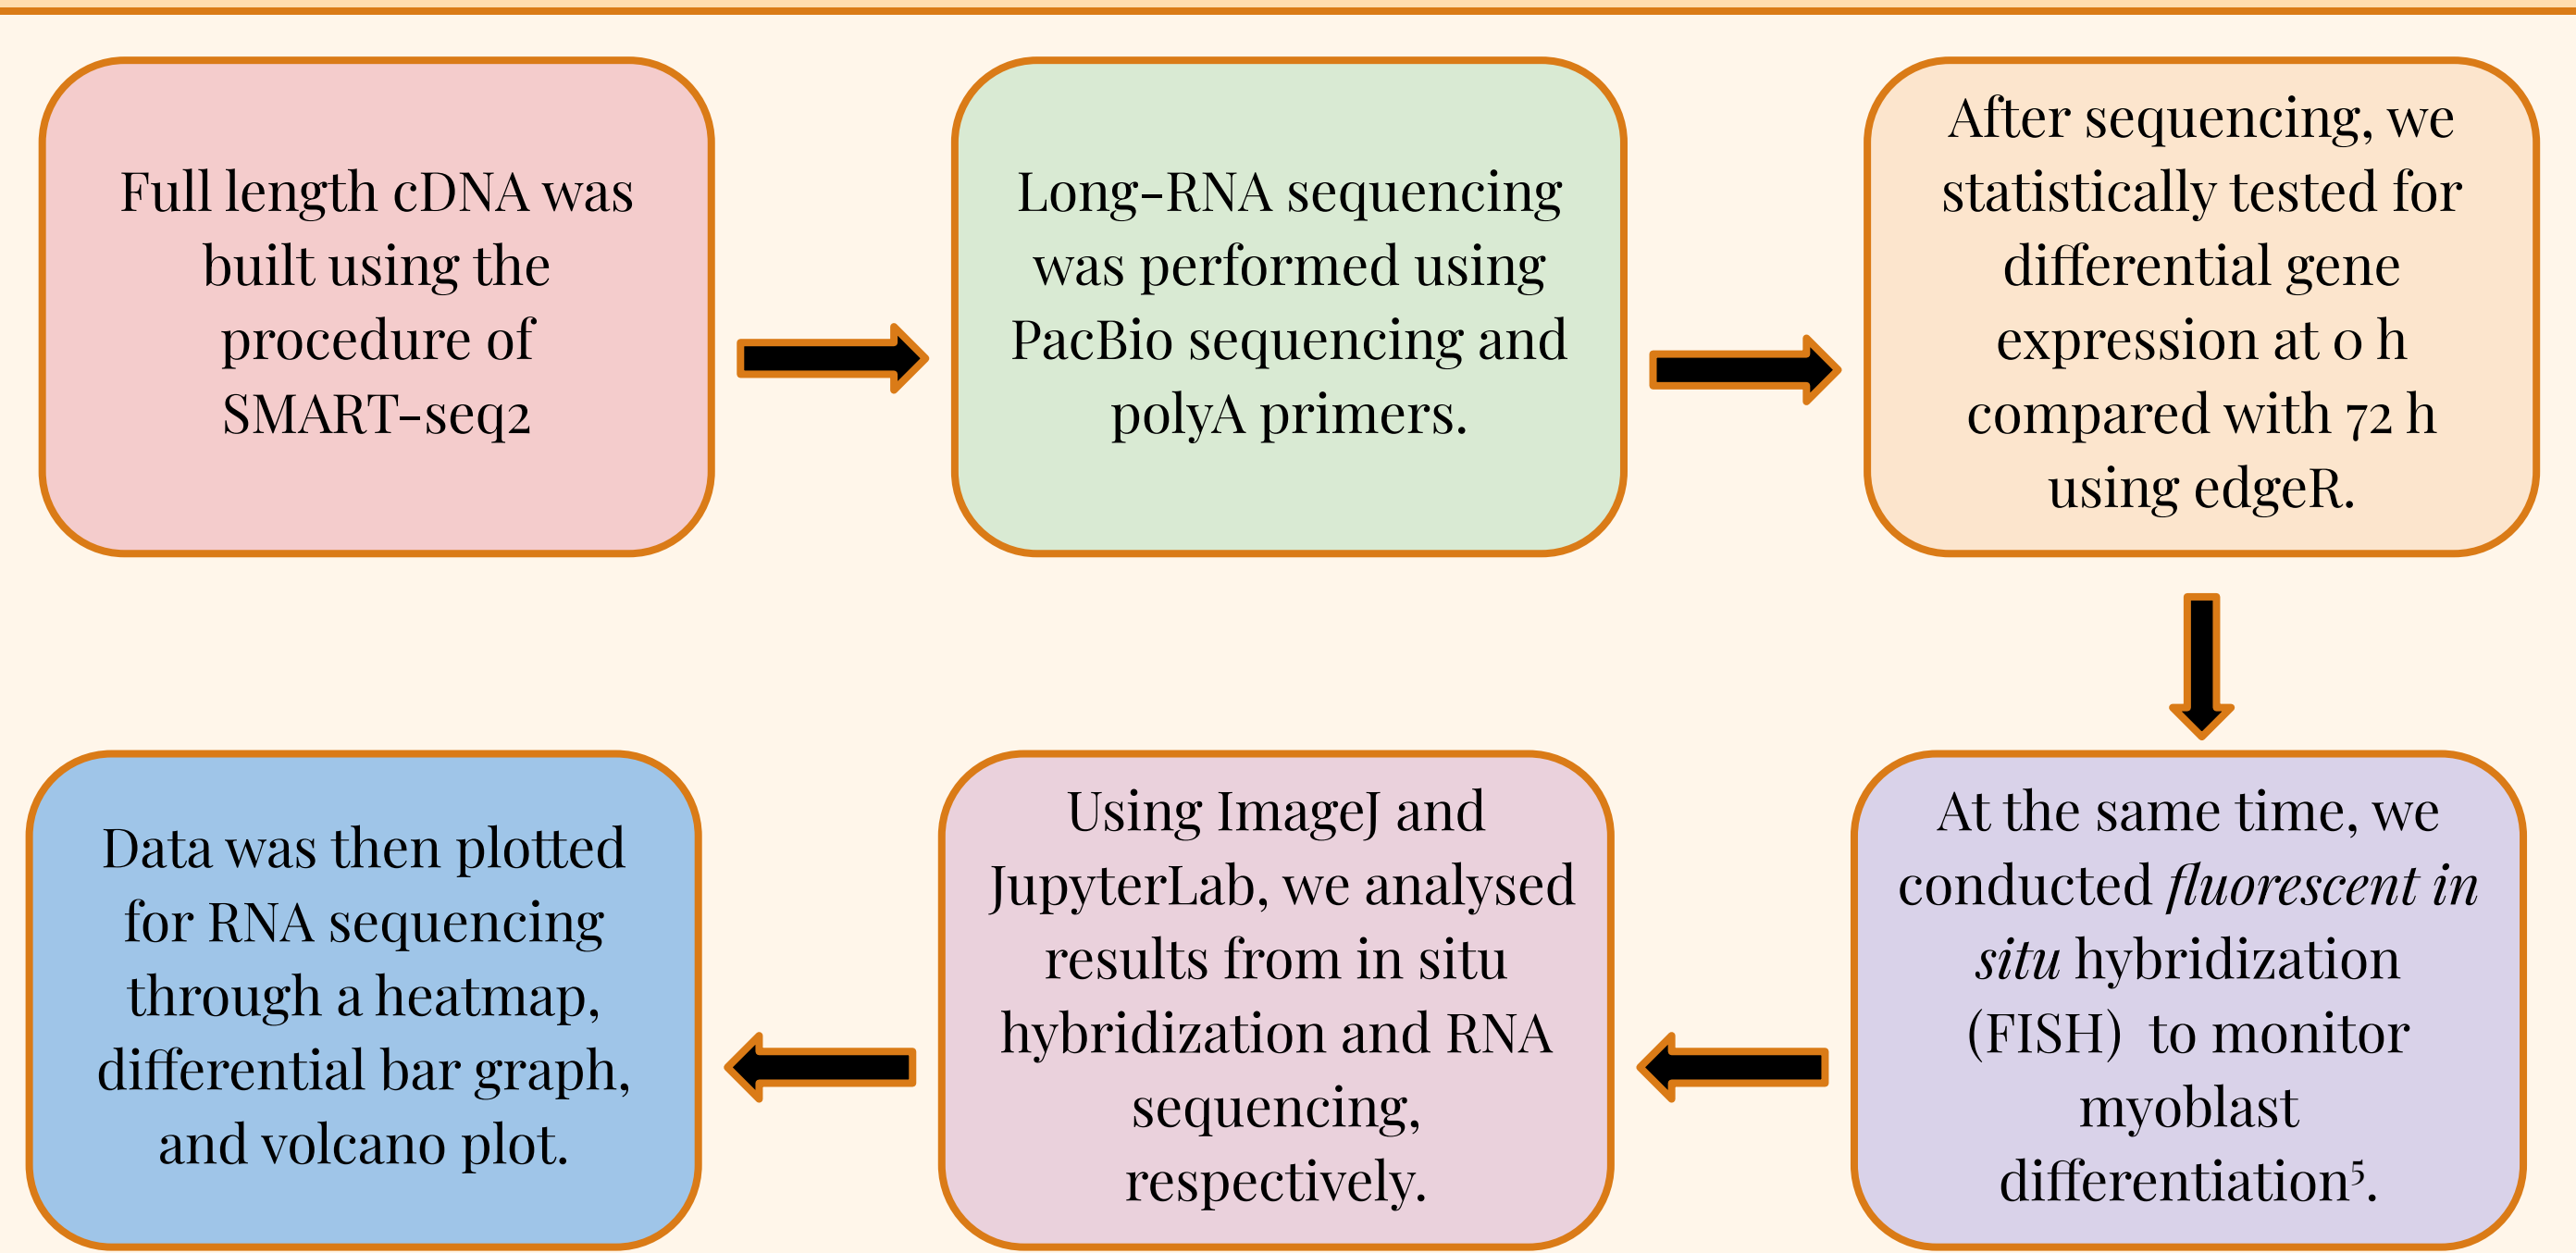 Full length cDNA was
built using the
procedure of
SMART-seq2
Long-RNA sequencing
was performed using
PacBio sequencing and
polyA primers.
After sequencing, we
statistically tested for
differential gene
expression at 0 h
compared with 72 h
using edgeR.
At the same time, we
conducted fluorescent in
situ hybridization
(FISH) to monitor
myoblast
differentiation⁵.
Using ImageJ and
JupyterLab, we analysed
results from in situ
hybridization and RNA
sequencing,
respectively.
Data was then plotted
for RNA sequencing
through a heatmap,
differential bar graph,
and volcano plot.